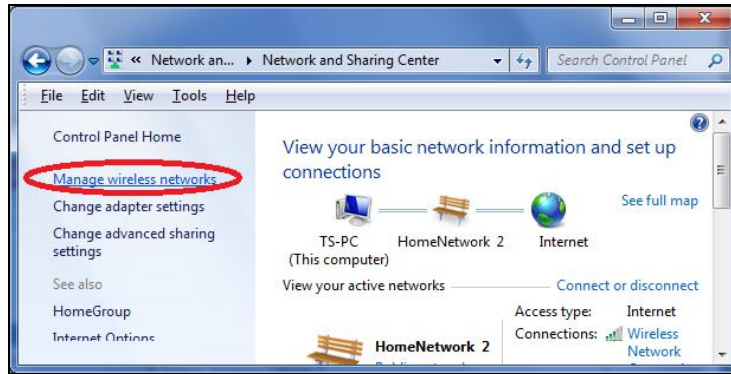 « Network an... ▸ Network and Sharing Center
Search Control Panel
File Edit View Tools Help
Control Panel Home
Manage wireless networks
Change adapter settings
Change advanced sharing
settings
See also
HomeGroup
Internet Options
View your basic network information and set up
connections
See full map
TS-PC
(This computer)
HomeNetwork 2
Internet
View your active networks
Connect or disconnect
HomeNetwork 2
Access type: Internet
Connections: Wireless
Network